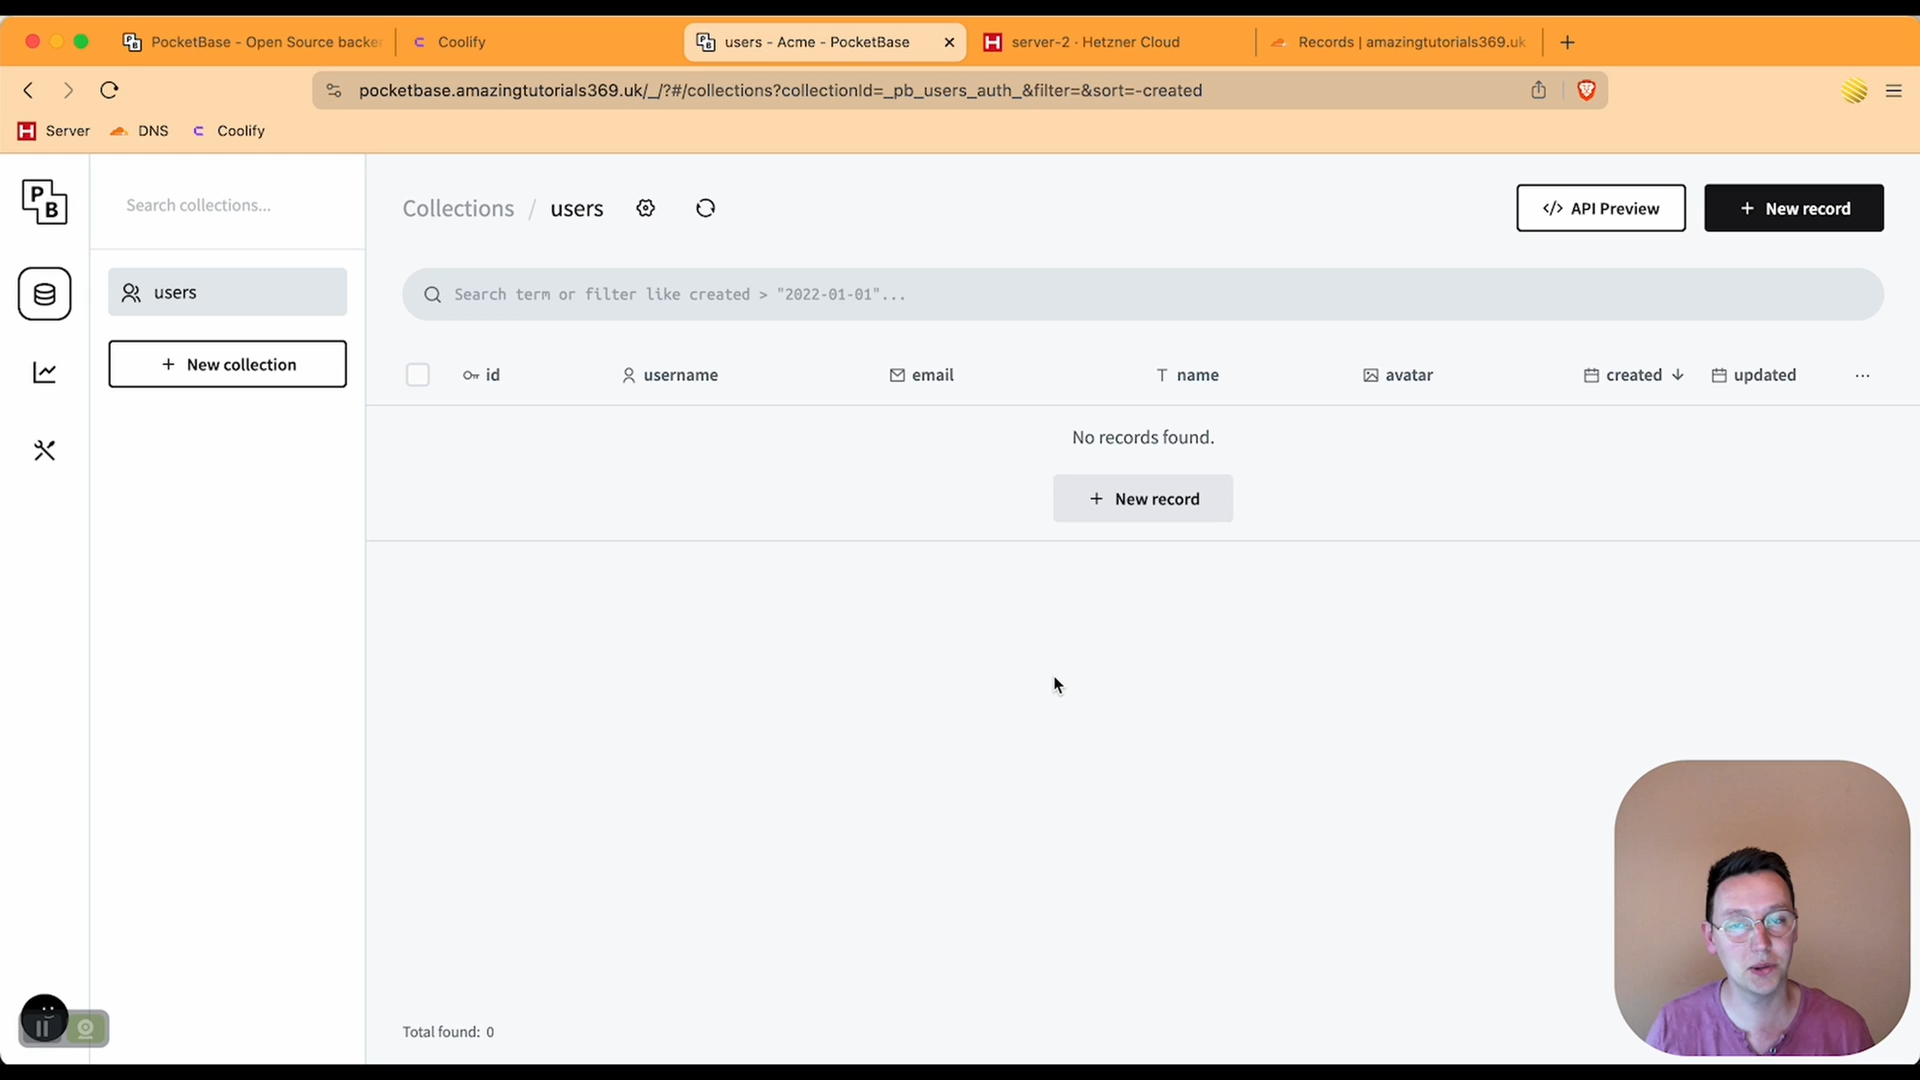 PocketBase - Open Source backe
Coolify
users - Acme - PocketBase
server-2 · Hetzner Cloud
Records | amazingtutorials369.uk
pocketbase.amazingtutorials369.uk/_/?#/collections?collectionId=_pb_users_auth_&filter=&sort=-created
Server
DNS
Coolify
PB
Search collections...
users
+ New collection
Collections / users
</> API Preview
+ New record
Search term or filter like created > "2022-01-01"...
id
username
email
name
avatar
created
updated
No records found.
+ New record
Total found: 0